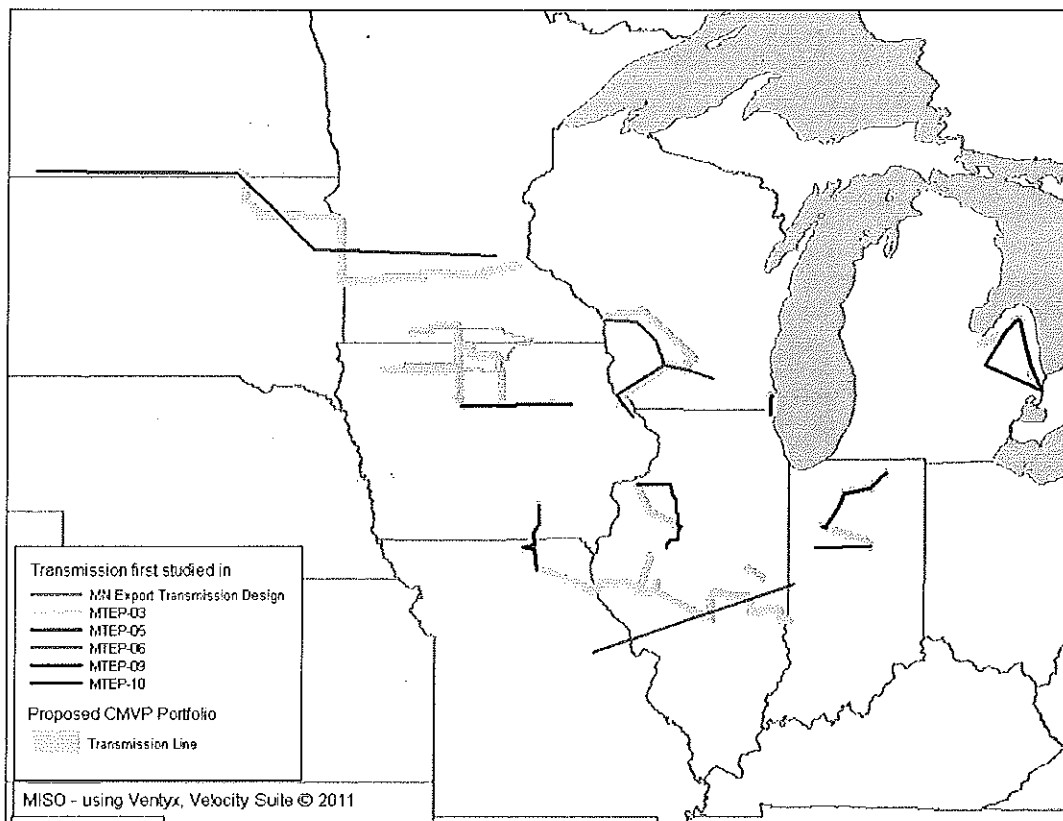 Transmission first studied in
MN Export Transmission Design
MTEP-03
MTEP-05
MTEP-06
MTEP-09
MTEP-10
Proposed CMVP Portfolio
Transmission Line
MISO - using Ventyx, Velocity Suite © 2011